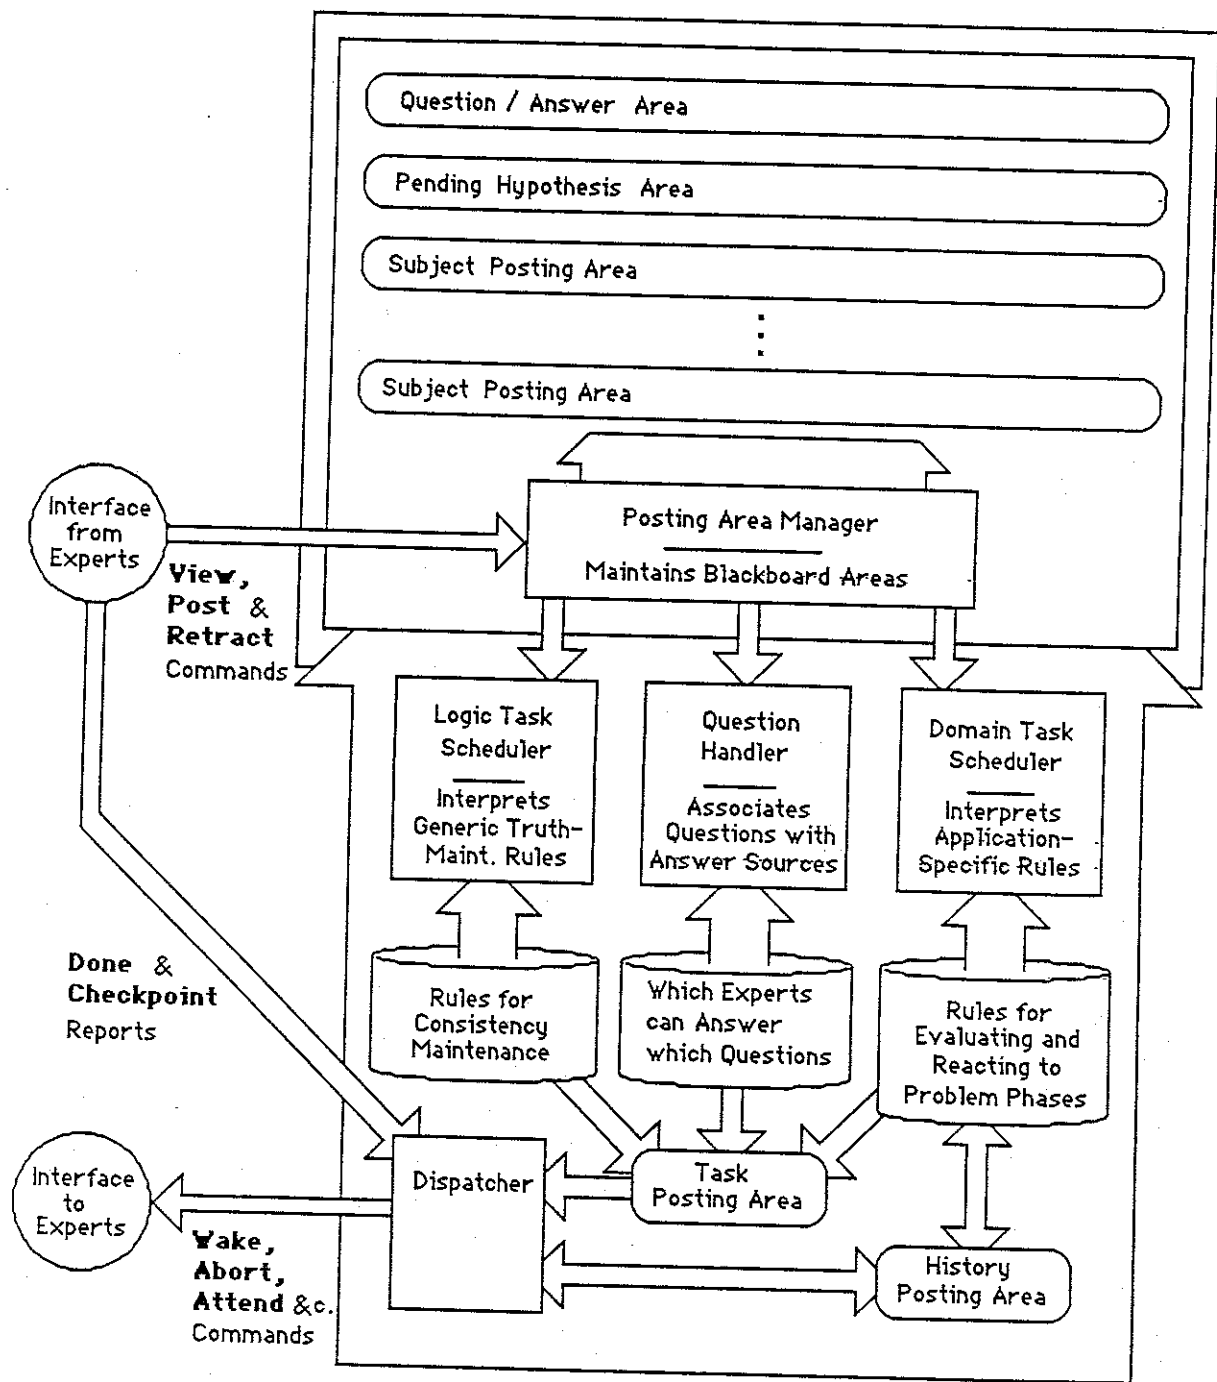 Question / Answer Area
Pending Hypothesis Area
Subject Posting Area
Subject Posting Area
Interface
from
Experts
View,
Post &
Retract
Commands
Posting Area Manager
Maintains Blackboard Areas
Logic Task
Scheduler
Interprets
Generic Truth-
Maint. Rules
Question
Handler
Associates
Questions with
Answer Sources
Domain Task
Scheduler
Interprets
Application-
Specific Rules
Done &
Checkpoint
Reports
Rules for
Consistency
Maintenance
Which Experts
can Answer
which Questions
Rules for
Evaluating and
Reacting to
Problem Phases
Interface
to
Experts
Dispatcher
Task
Posting Area
History
Posting Area
Wake,
Abort,
Attend &c.
Commands